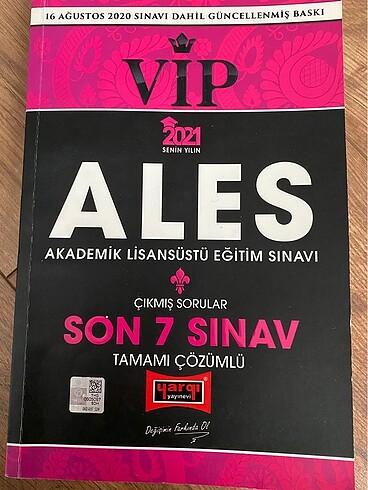 16 AĞUSTOS 2020 SINAVI DAHİL GÜNCELLENMİŞ BASKI
VİP
2021
SENİN YILIN
ALES
AKADEMİK LİSANSÜSTÜ EĞİTİM SINAVI
ÇIKMIŞ SORULAR
SON 7 SINAV
TAMAMI ÇÖZÜMLÜ
yargı
yayınevi
Değişimin Farkında Ol